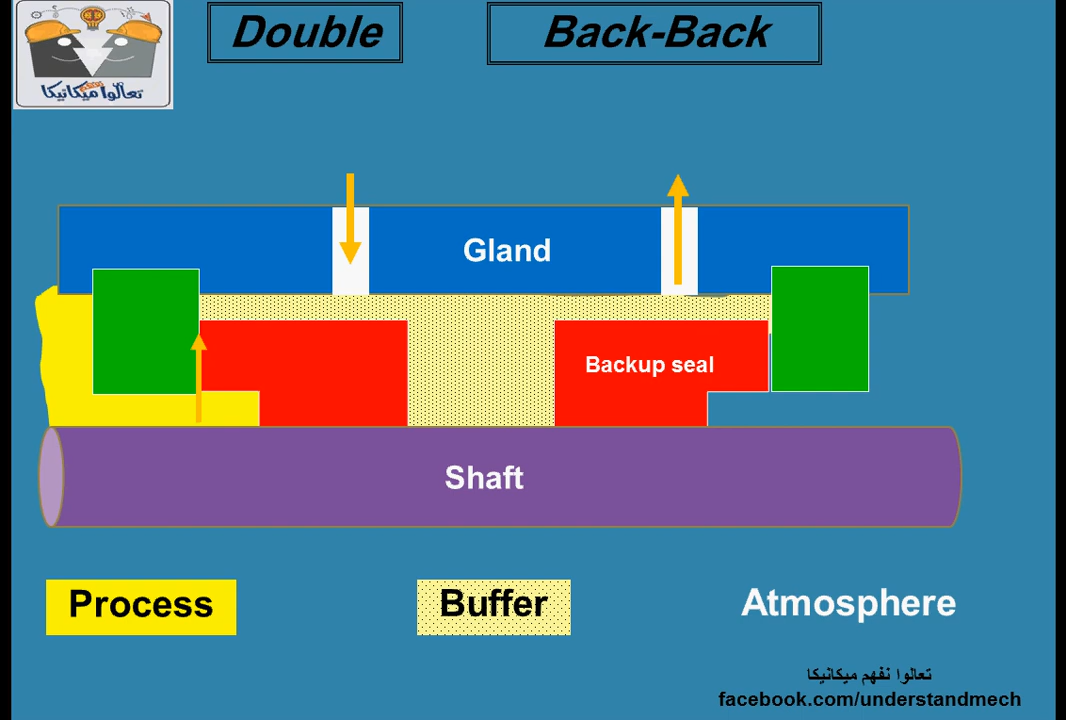 Double
Back-Back
تعالوا ميكانيكا
Gland
Backup seal
Shaft
Process
Buffer
Atmosphere
تعالوا نفهم ميكانيكا
facebook.com/understandmech